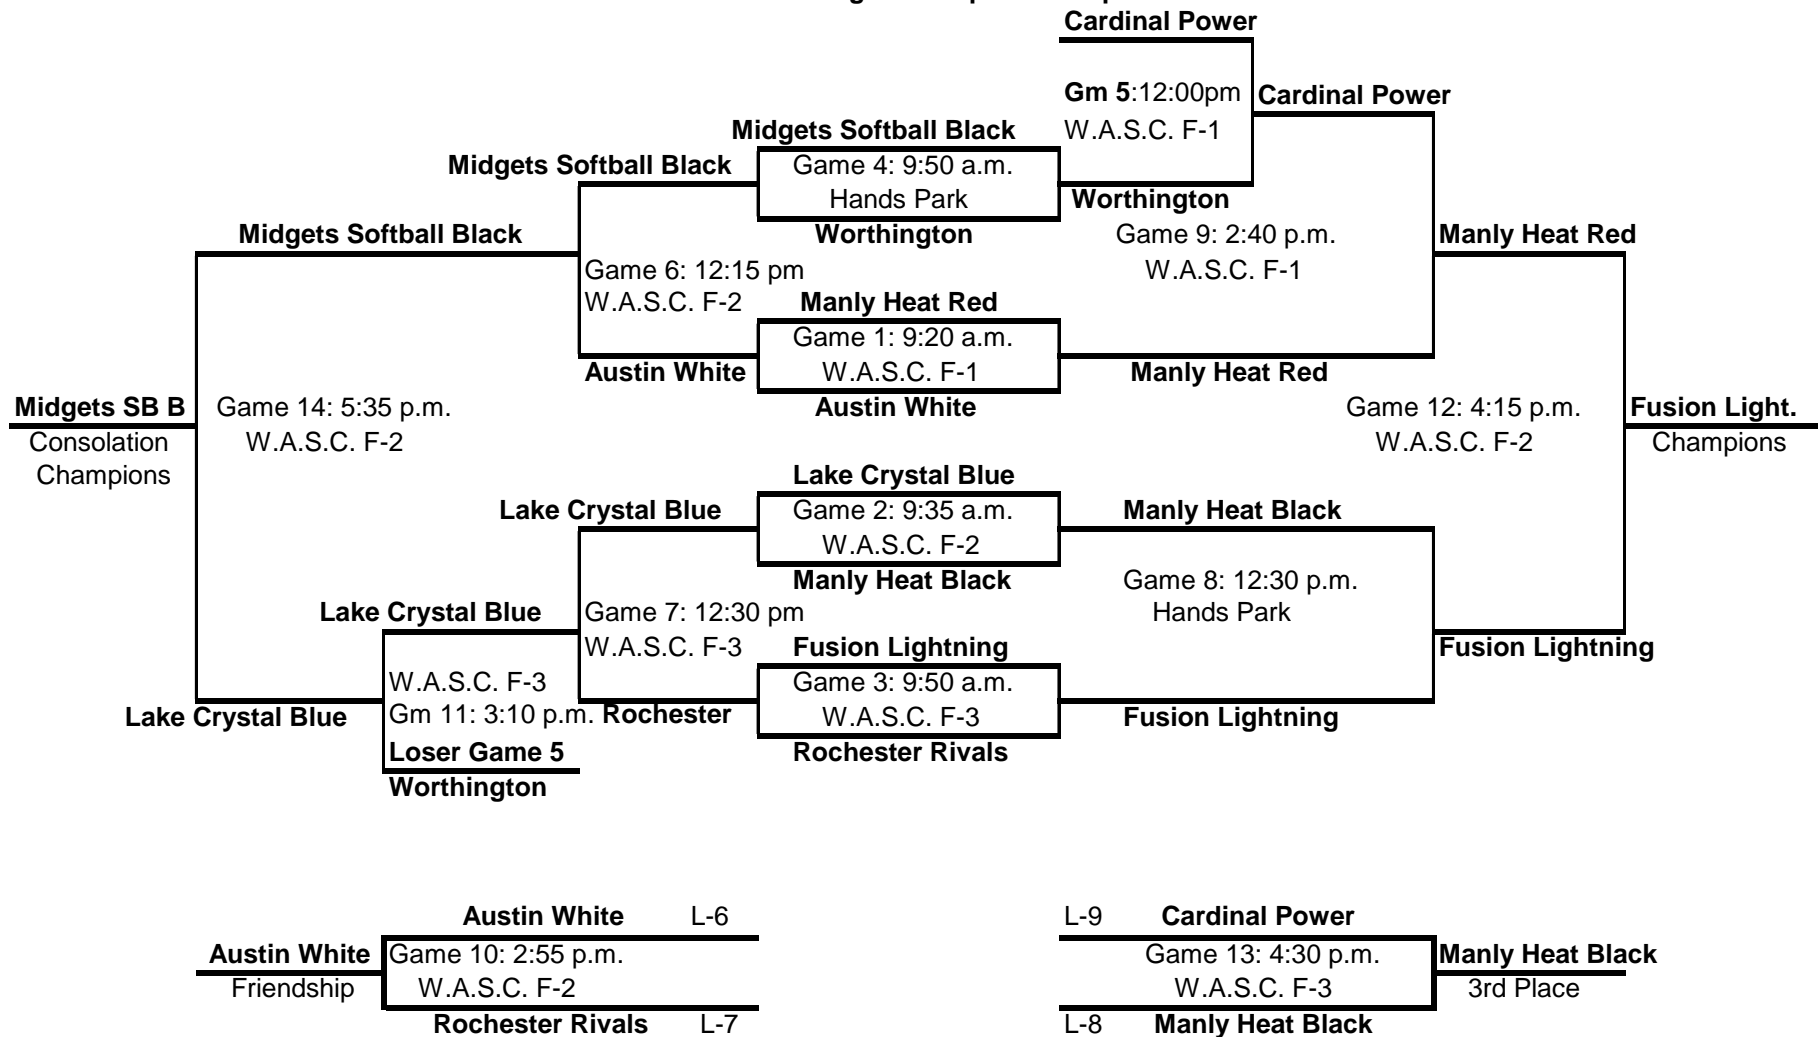 Cardinal Power
Gm 5:12:00pm
Cardinal Power
Midgets Softball Black
W.A.S.C. F-1
Midgets Softball Black
Game 4: 9:50 a.m.
Hands Park
Worthington
Midgets Softball Black
Worthington
Game 9: 2:40 p.m.
Manly Heat Red
Game 6: 12:15 pm
W.A.S.C. F-1
W.A.S.C. F-2
Manly Heat Red
Game 1: 9:20 a.m.
Austin White
W.A.S.C. F-1
Manly Heat Red
Midgets SB B
Game 14: 5:35 p.m.
Austin White
Game 12: 4:15 p.m.
Fusion Light.
Consolation
W.A.S.C. F-2
W.A.S.C. F-2
Champions
Champions
Lake Crystal Blue
Lake Crystal Blue
Game 2: 9:35 a.m.
Manly Heat Black
W.A.S.C. F-2
Manly Heat Black
Game 8: 12:30 p.m.
Lake Crystal Blue
Game 7: 12:30 pm
Hands Park
W.A.S.C. F-3
Fusion Lightning
Fusion Lightning
W.A.S.C. F-3
Game 3: 9:50 a.m.
Lake Crystal Blue
Gm 11: 3:10 p.m.
Rochester
W.A.S.C. F-3
Fusion Lightning
Loser Game 5
Rochester Rivals
Worthington
Austin White
L-6
L-9
Cardinal Power
Austin White
Game 10: 2:55 p.m.
Game 13: 4:30 p.m.
Manly Heat Black
Friendship
W.A.S.C. F-2
W.A.S.C. F-3
3rd Place
Rochester Rivals
L-7
L-8
Manly Heat Black